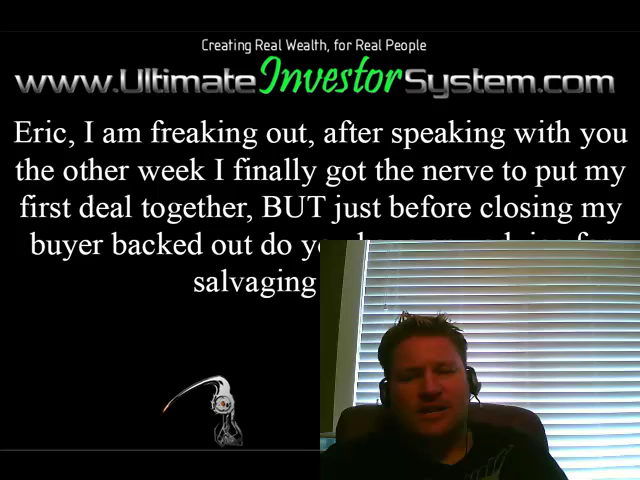 Creating Real Wealth, for Real People
www.UltimateInvestorSystem.com
Eric, I am freaking out, after speaking with you
the other week I finally got the nerve to put my
first deal together, BUT just before closing my
buyer backed out do
salvaging